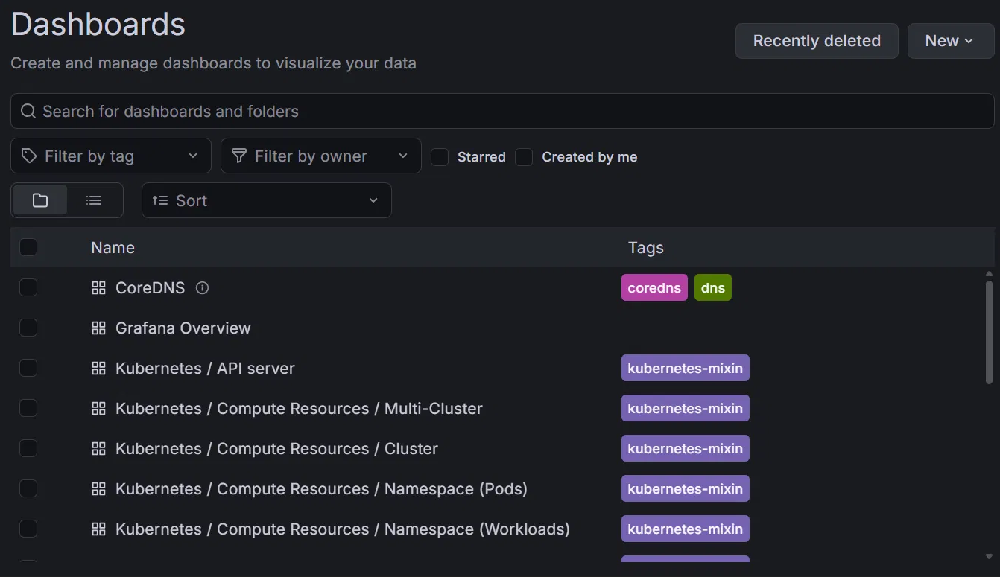 Dashboards
Recently deleted
New
Create and manage dashboards to visualize your data
Search for dashboards and folders
Filter by tag
Filter by owner
Starred
Created by me
Sort
Name
Tags
CoreDNS
coredns
dns
Grafana Overview
Kubernetes / API server
kubernetes-mixin
Kubernetes / Compute Resources / Multi-Cluster
kubernetes-mixin
Kubernetes / Compute Resources / Cluster
kubernetes-mixin
Kubernetes / Compute Resources / Namespace (Pods)
kubernetes-mixin
Kubernetes / Compute Resources / Namespace (Workloads)
kubernetes-mixin